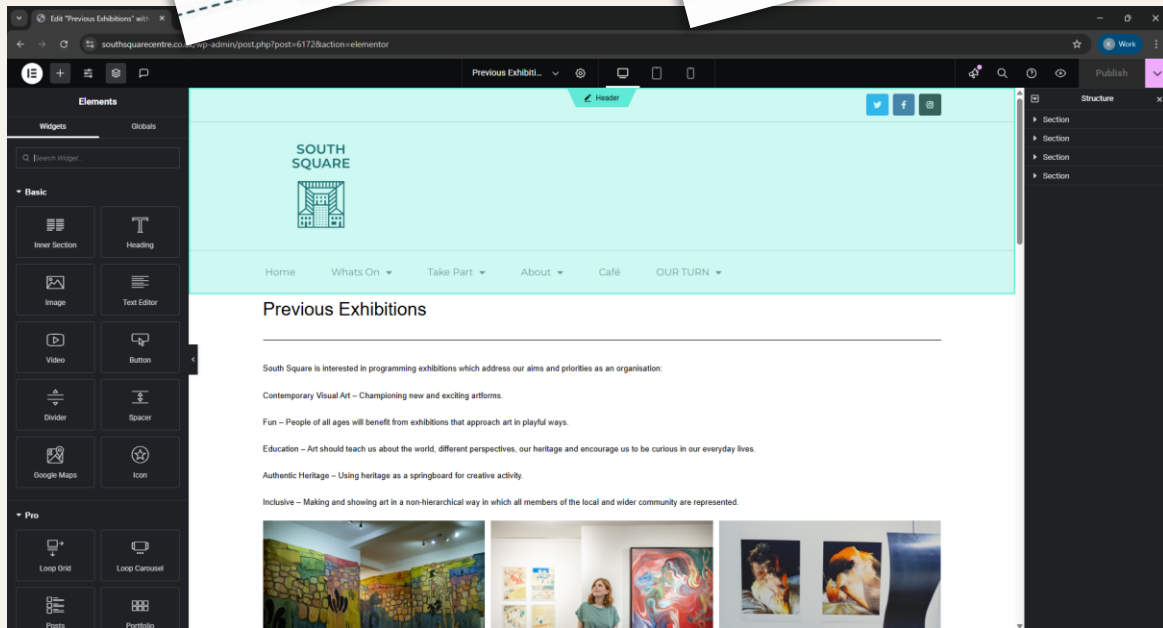 Edit "Previous Exhibitions" with
southsquarecentre.co.uk/wp-admin/post.php?post=6172&action=elementor
Work
Previous Exhibiti...
Publish
Elements
Widgets
Globals
Search Widget...
Basic
Inner Section
Heading
Image
Text Editor
Video
Button
Divider
Spacer
Google Maps
Icon
Pro
Loop Grid
Loop Carousel
Posts
Portfolio
Header
SOUTH
SQUARE
Home Whats On Take Part About Café OUR TURN
Previous Exhibitions
South Square is interested in programming exhibitions which address our aims and priorities as an organisation:
Contemporary Visual Art – Championing new and exciting artforms.
Fun – People of all ages will benefit from exhibitions that approach art in playful ways.
Education – Art should teach us about the world, different perspectives, our heritage and encourage us to be curious in our everyday lives.
Authentic Heritage – Using heritage as a springboard for creative activity.
Inclusive – Making and showing art in a non-hierarchical way in which all members of the local and wider community are represented.
Structure
Section
Section
Section
Section